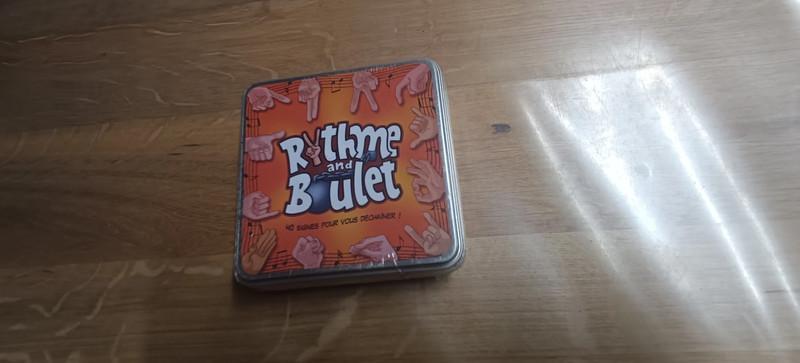 Rythme
and
Boulet
40 SIGNES POUR VOUS DÉCHAÎNER !